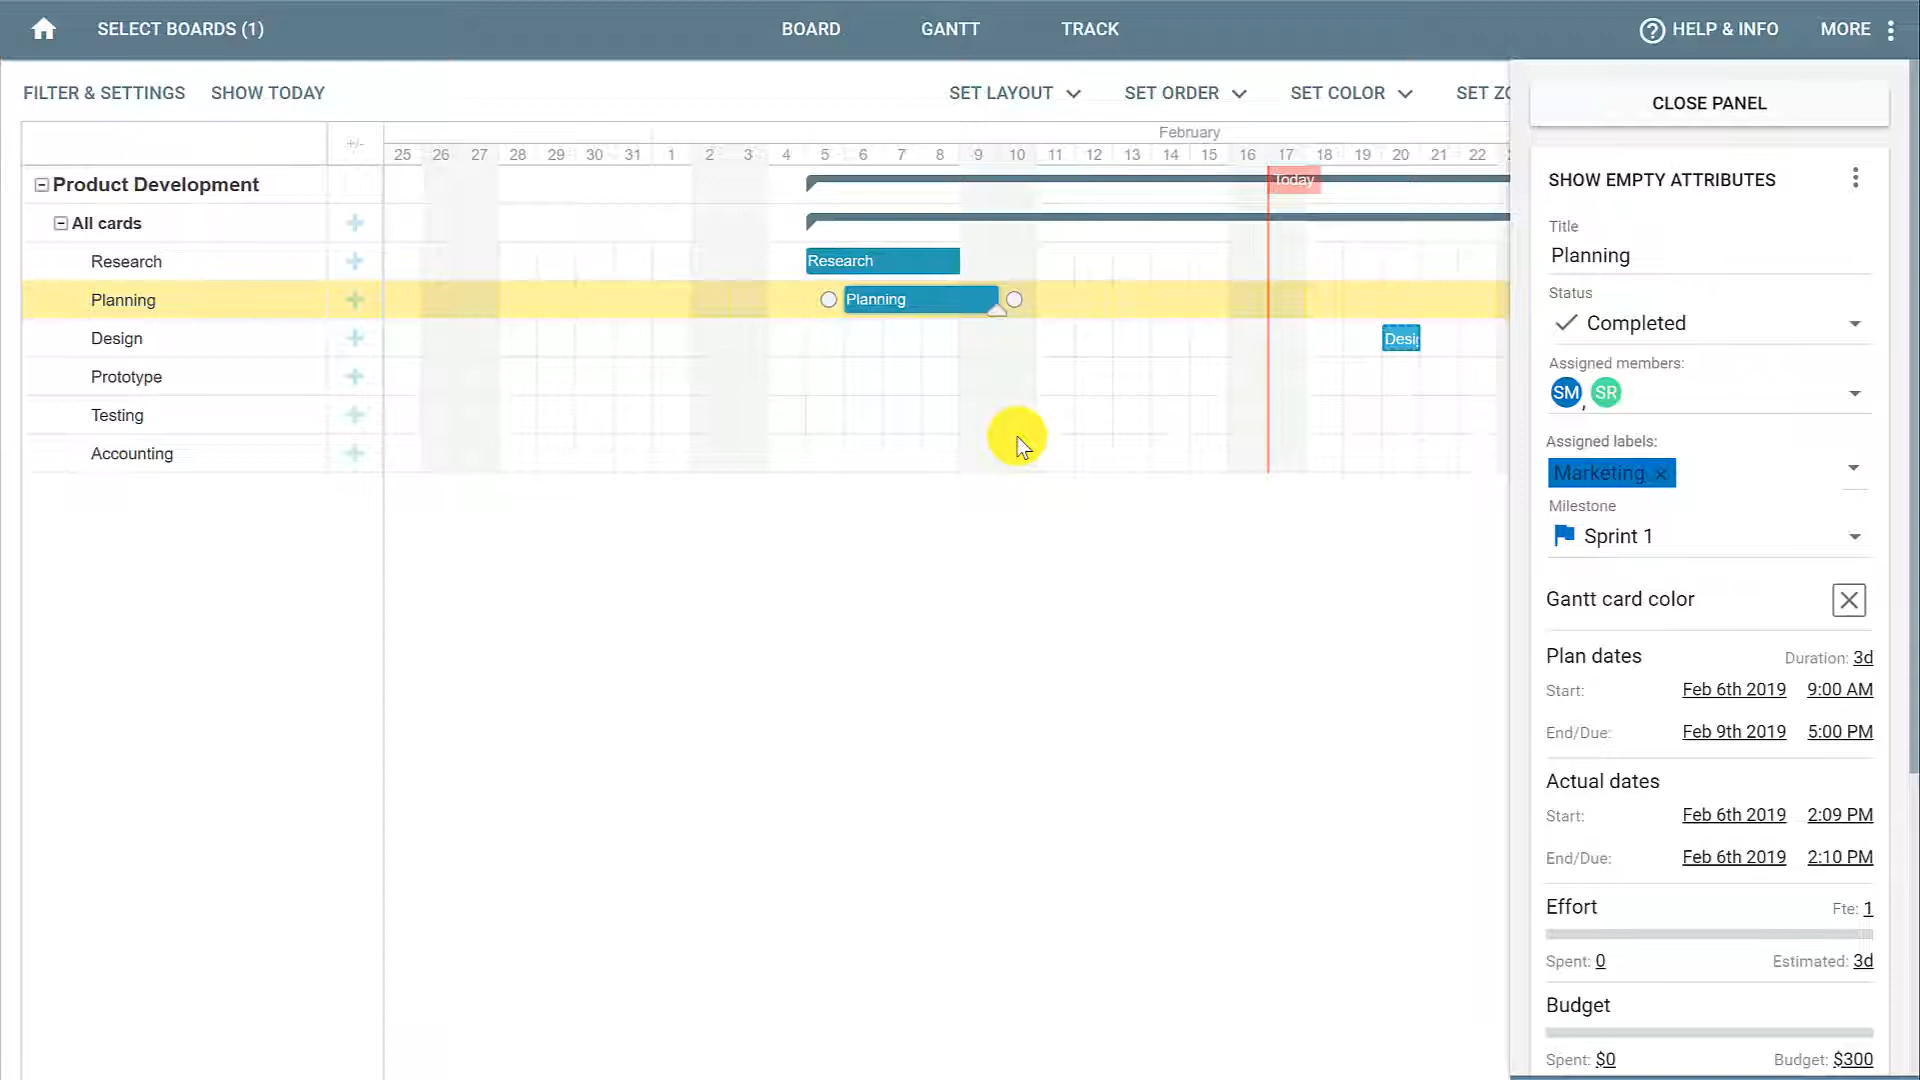 SELECT BOARDS (1)
BOARD
GANTT
TRACK
HELP & INFO
MORE
FILTER & SETTINGS
SHOW TODAY
SET LAYOUT
SET ORDER
SET COLOR
SET ZO
CLOSE PANEL
+/-
February
25 26 27 28 29 30 31 1 2 3 4 5 6 7 8 9 10 11 12 13 14 15 16 17 18 19 20 21 22
Product Development
Today
All cards
Research
Research
Planning
Planning
Design
Desi
Prototype
Testing
Accounting
SHOW EMPTY ATTRIBUTES
Title
Planning
Status
Completed
Assigned members:
SM, SR
Assigned labels:
Marketing ×
Milestone
Sprint 1
Gantt card color
Plan dates Duration: 3d
Start: Feb 6th 2019 9:00 AM
End/Due: Feb 9th 2019 5:00 PM
Actual dates
Start: Feb 6th 2019 2:09 PM
End/Due: Feb 6th 2019 2:10 PM
Effort Fte: 1
Spent: 0 Estimated: 3d
Budget
Spent: $0 Budget: $300